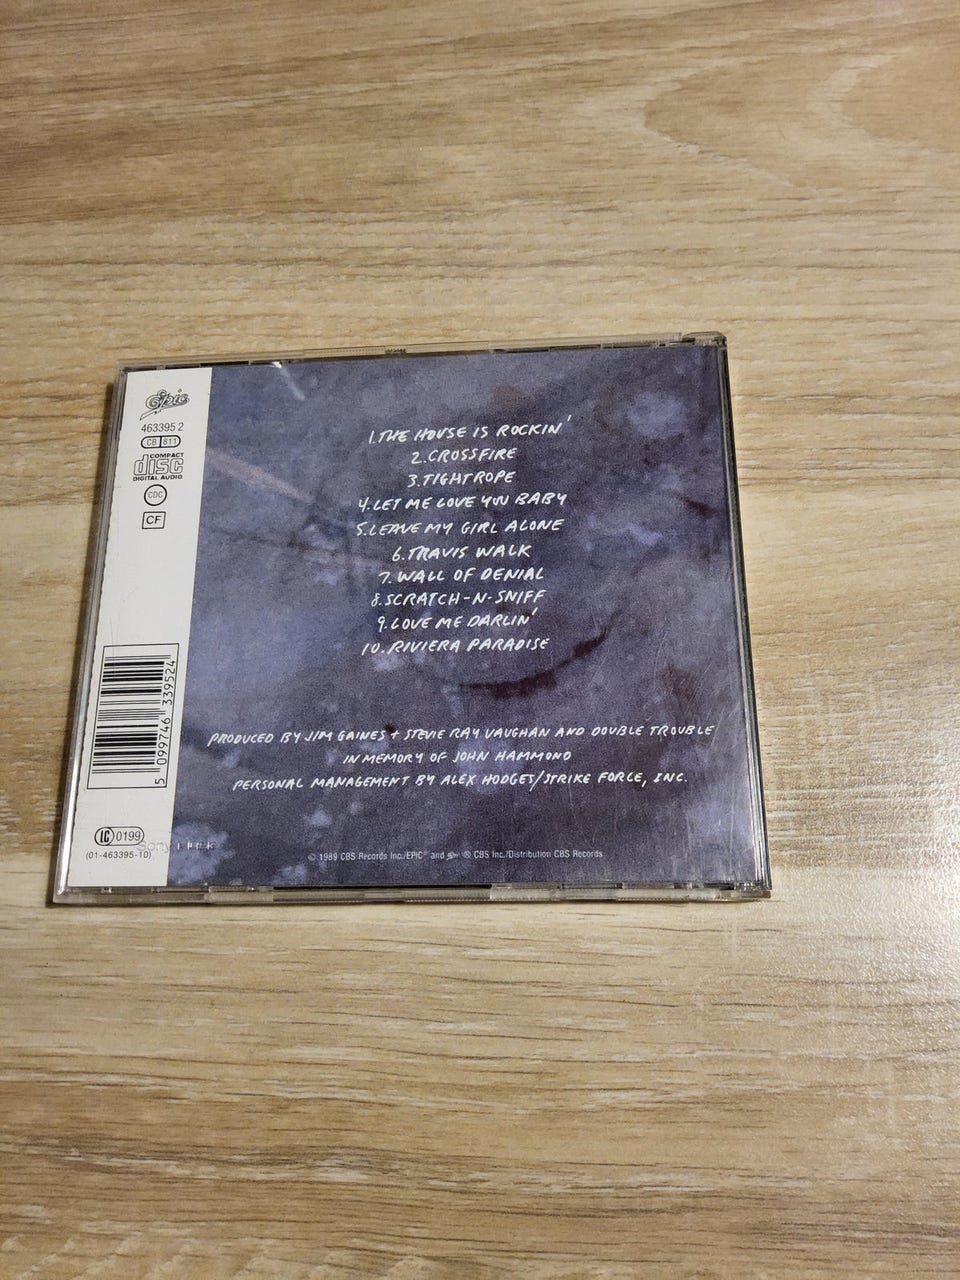 Epic
463395 2
CB 811
COMPACT
disc
DIGITAL AUDIO
CDC
CF
5 099746 339524
LC 0199
(01-463395-10)
1. THE HOUSE IS ROCKIN'
2. CROSSFIRE
3. TIGHTROPE
4. LET ME LOVE YOU BABY
5. LEAVE MY GIRL ALONE
6. TRAVIS WALK
7. WALL OF DENIAL
8. SCRATCH-N-SNIFF
9. LOVE ME DARLIN'
10. RIVIERA PARADISE
PRODUCED BY JIM GAINES + STEVIE RAY VAUGHAN AND DOUBLE TROUBLE
IN MEMORY OF JOHN HAMMOND
PERSONAL MANAGEMENT BY ALEX HODGES/STRIKE FORCE, INC.
© 1989 CBS Records Inc./EPIC and Epic ® CBS Inc./Distribution CBS Records